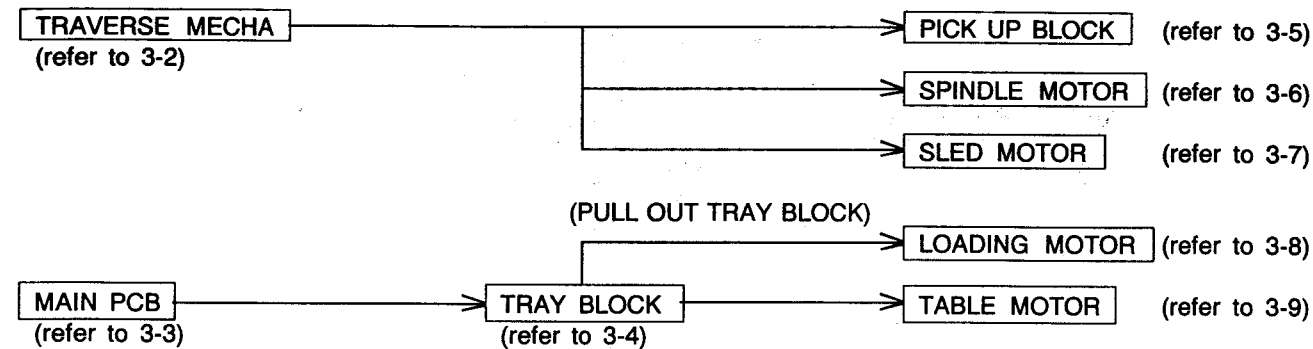 TRAVERSE MECHA
(refer to 3-2)
PICK UP BLOCK (refer to 3-5)
SPINDLE MOTOR (refer to 3-6)
SLED MOTOR (refer to 3-7)
(PULL OUT TRAY BLOCK)
LOADING MOTOR (refer to 3-8)
MAIN PCB
(refer to 3-3)
TRAY BLOCK
(refer to 3-4)
TABLE MOTOR (refer to 3-9)